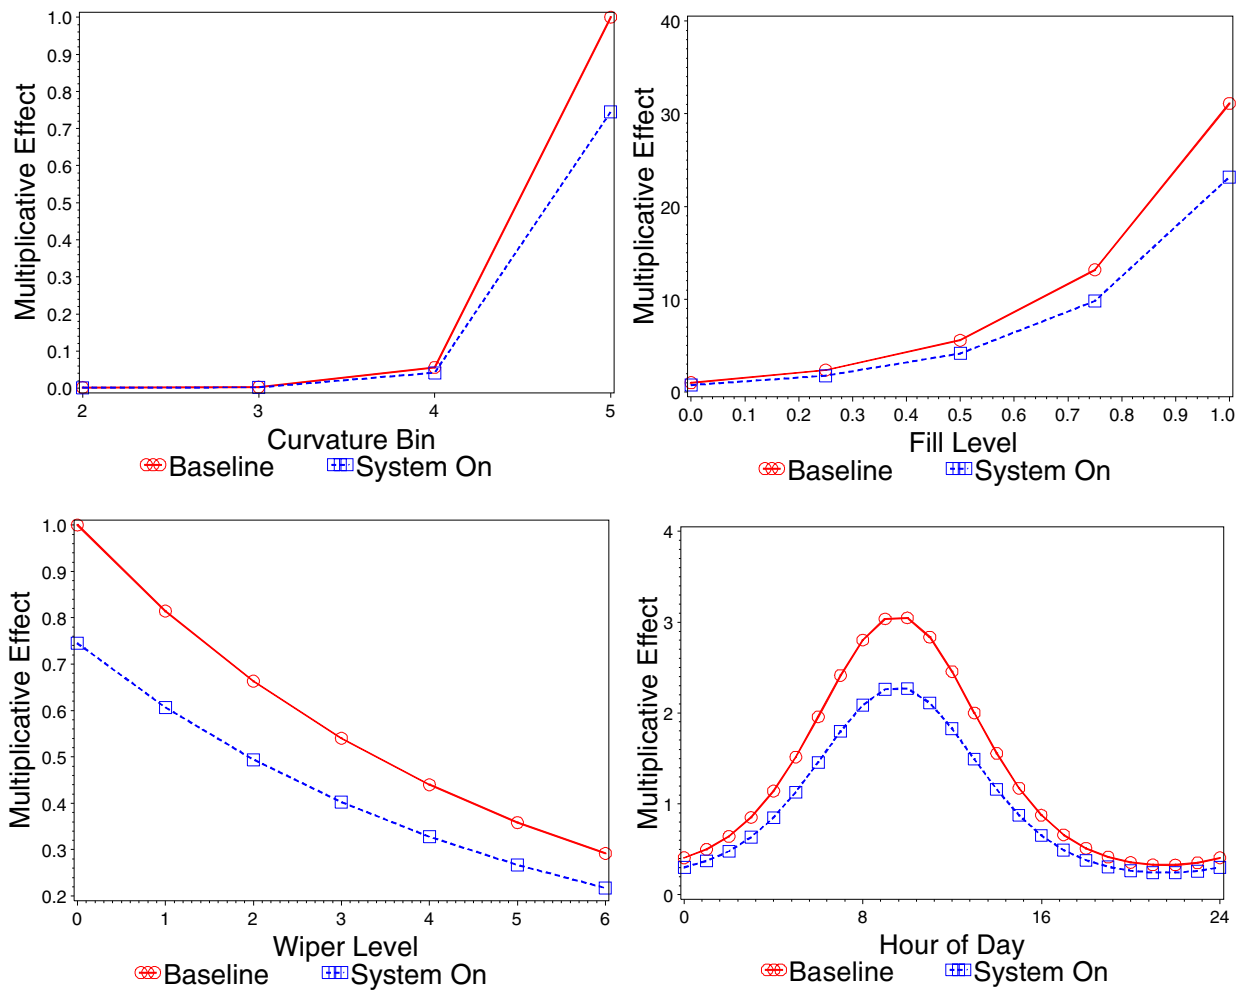 Multiplicative Effect
1.0
0.9
0.8
0.7
0.6
0.5
0.4
0.3
0.2
0.1
0.0
2 3 4 5
Curvature Bin
Baseline System On
Multiplicative Effect
40
30
20
10
0
0.0 0.1 0.2 0.3 0.4 0.5 0.6 0.7 0.8 0.9 1.0
Fill Level
Baseline System On
Multiplicative Effect
1.0
0.9
0.8
0.7
0.6
0.5
0.4
0.3
0.2
0 1 2 3 4 5 6
Wiper Level
Baseline System On
Multiplicative Effect
4
3
2
1
0
0 8 16 24
Hour of Day
Baseline System On